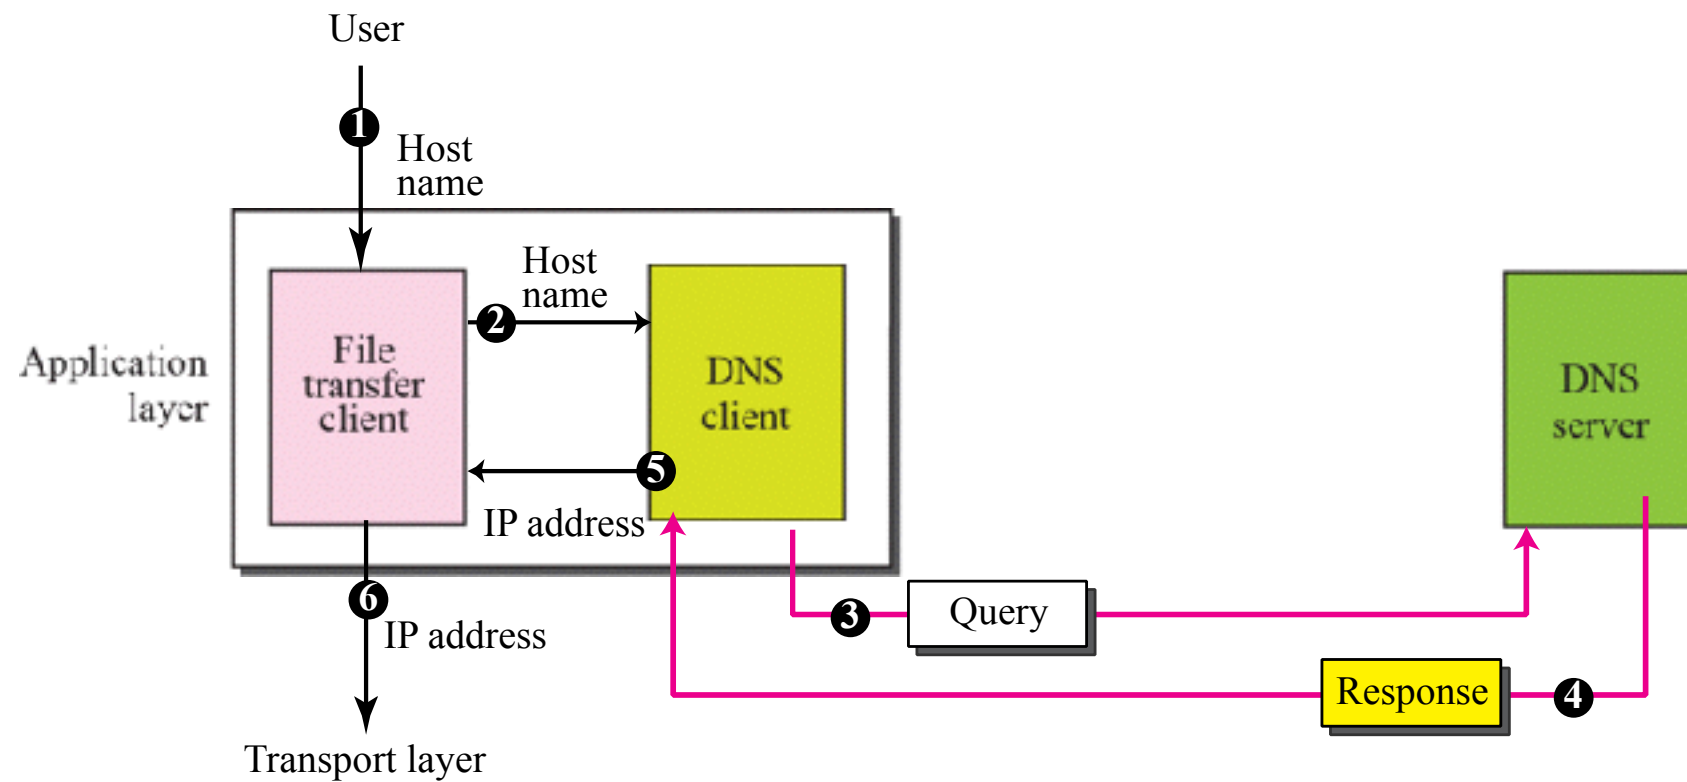 User
1
Host
name
Host
name
2
File
transfer
client
DNS
client
Application
layer
DNS
server
5
IP address
6
IP address
3
Query
Response
4
Transport layer